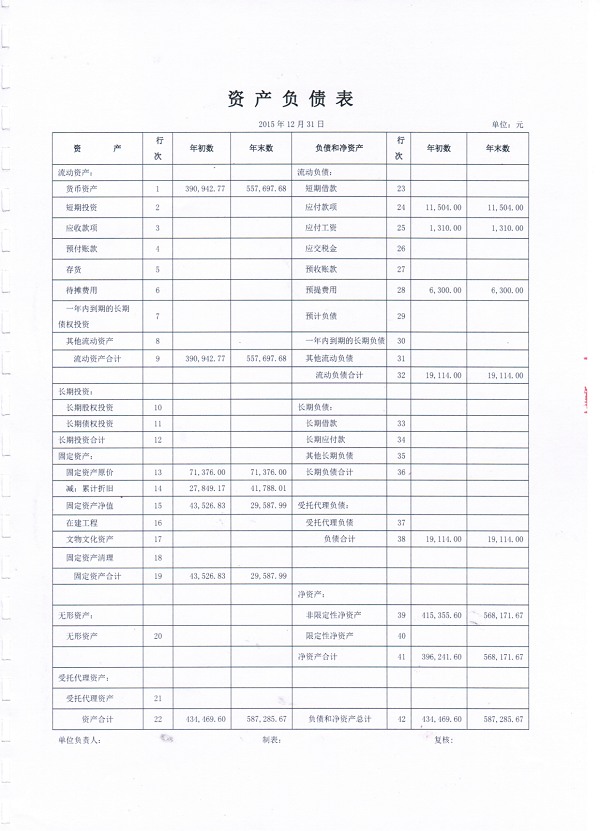 资产负债表
2015年12月31日 单位：元
资 产 行次 年初数 年末数 负债和净资产 行次 年初数 年末数
流动资产： 流动负债：
货币资产 1 390,942.77 557,697.68 短期借款 23
短期投资 2 应付款项 24 11,504.00 11,504.00
应收款项 3 应付工资 25 1,310.00 1,310.00
预付账款 4 应交税金 26
存货 5 预收账款 27
待摊费用 6 预提费用 28 6,300.00 6,300.00
一年内到期的长期债权投资 7 预计负债 29
其他流动资产 8 一年内到期的长期负债 30
流动资产合计 9 390,942.77 557,697.68 其他流动负债 31
流动负债合计 32 19,114.00 19,114.00
长期投资：
长期股权投资 10 长期负债：
长期债权投资 11 长期借款 33
长期投资合计 12 长期应付款 34
固定资产： 其他长期负债 35
固定资产原价 13 71,376.00 71,376.00 长期负债合计 36
减：累计折旧 14 27,849.17 41,788.01
固定资产净值 15 43,526.83 29,587.99 受托代理负债：
在建工程 16 受托代理负债 37
文物文化资产 17 负债合计 38 19,114.00 19,114.00
固定资产清理 18
固定资产合计 19 43,526.83 29,587.99
净资产：
无形资产： 非限定性净资产 39 415,355.60 568,171.67
无形资产 20 限定性净资产 40
净资产合计 41 396,241.60 568,171.67
受托代理资产：
受托代理资产 21
资产合计 22 434,469.60 587,285.67 负债和净资产总计 42 434,469.60 587,285.67
单位负责人： 制表： 复核：